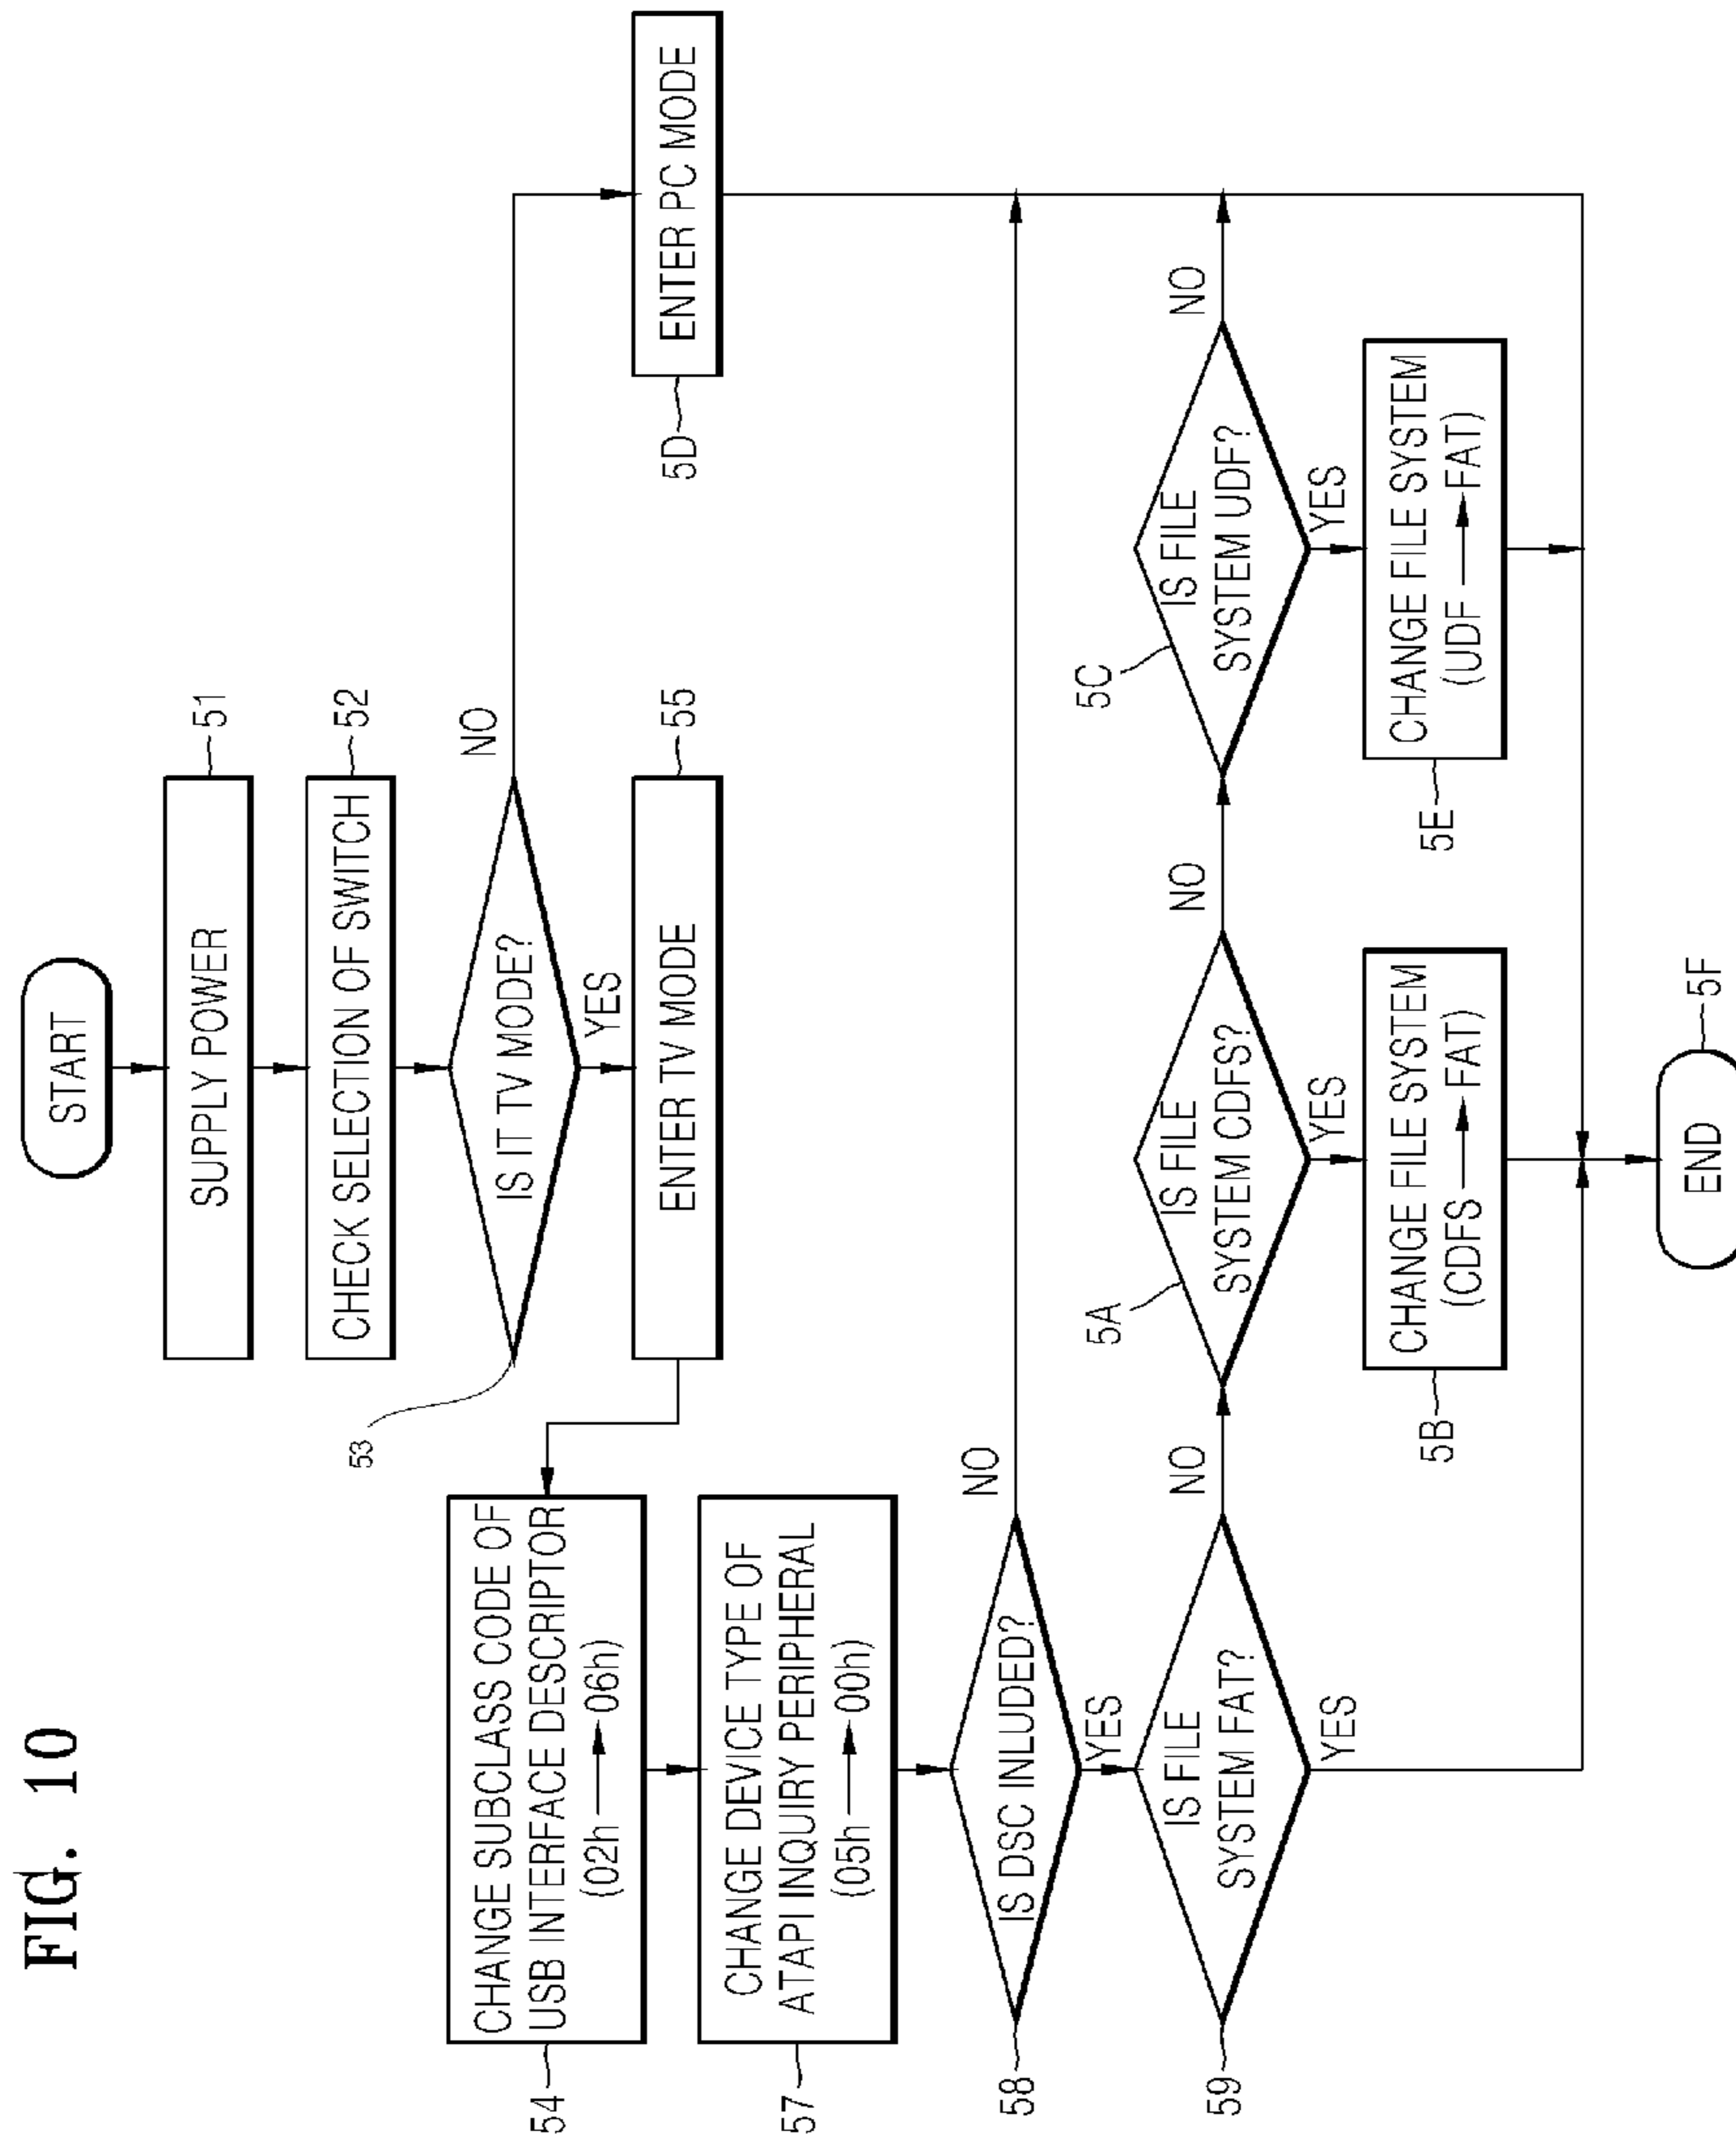 FIG. 10
START
SUPPLY POWER
51
CHECK SELECTION OF SWITCH
52
IS IT TV MODE?
53
NO
YES
ENTER TV MODE
55
ENTER PC MODE
5D
CHANGE SUBCLASS CODE OF
USB INTERFACE DESCRIPTOR
(02h → 06h)
54
CHANGE DEVICE TYPE OF
ATAPI INQUIRY PERIPHERAL
(05h → 00h)
57
IS DSC INLUDED?
58
NO
YES
IS FILE
SYSTEM FAT?
59
NO
YES
IS FILE
SYSTEM CDFS?
5A
NO
YES
IS FILE
SYSTEM UDF?
5C
NO
YES
CHANGE FILE SYSTEM
(CDFS → FAT)
5B
CHANGE FILE SYSTEM
(UDF → FAT)
5E
END
5F